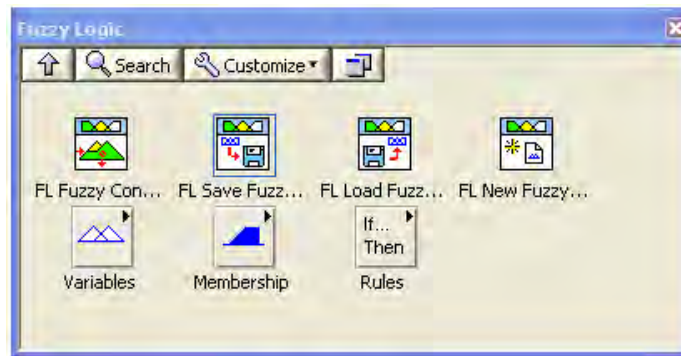 Fuzzy Logic
Search Customize
FL Fuzzy Con... FL Save Fuzz... FL Load Fuzz... FL New Fuzzy...
If...
Then
Variables Membership Rules